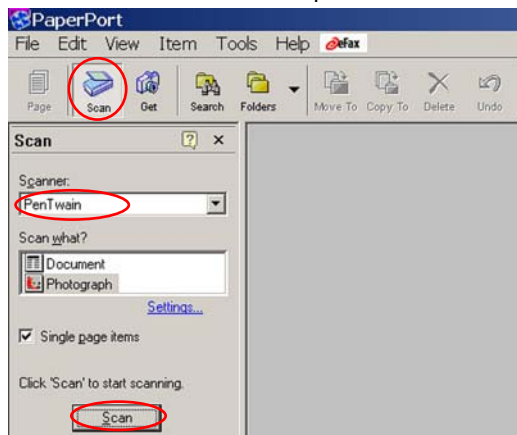 PaperPort
File Edit View Item Tools Help eFax
Page Scan Get Search Folders Move To Copy To Delete Undo
Scan
Scanner:
PenTwain
Scan what?
Document
Photograph
Settings...
Single page items
Click 'Scan' to start scanning.
Scan